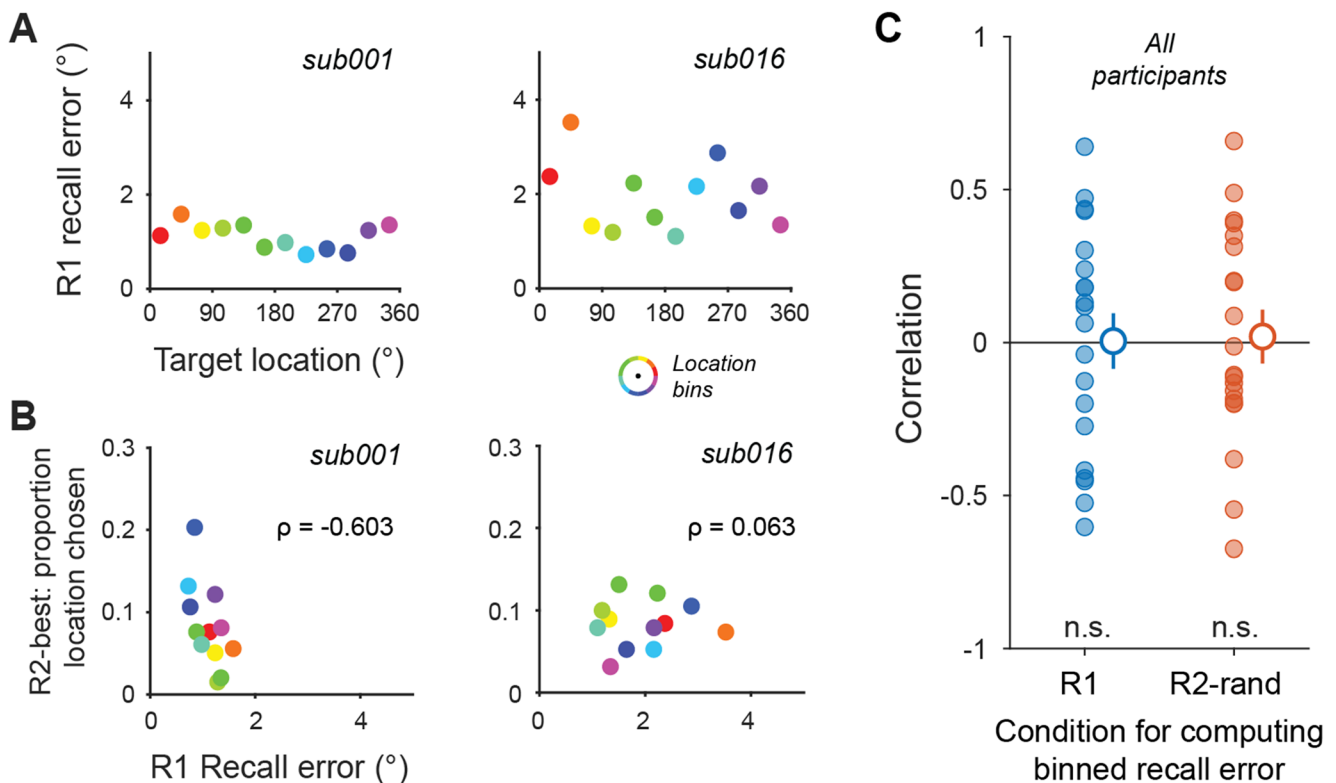 A
R1 recall error (°)
sub001
4
2
0
0 90 180 270 360
Target location (°)
sub016
4
2
0
0 90 180 270 360
Location
bins
B
R2-best: proportion
location chosen
sub001
ρ = -0.603
0.3
0.2
0.1
0
0 2 4
R1 Recall error (°)
sub016
ρ = 0.063
0.3
0.2
0.1
0
0 2 4
C
All
participants
Correlation
1
0.5
0
-0.5
-1
n.s. n.s.
R1 R2-rand
Condition for computing
binned recall error